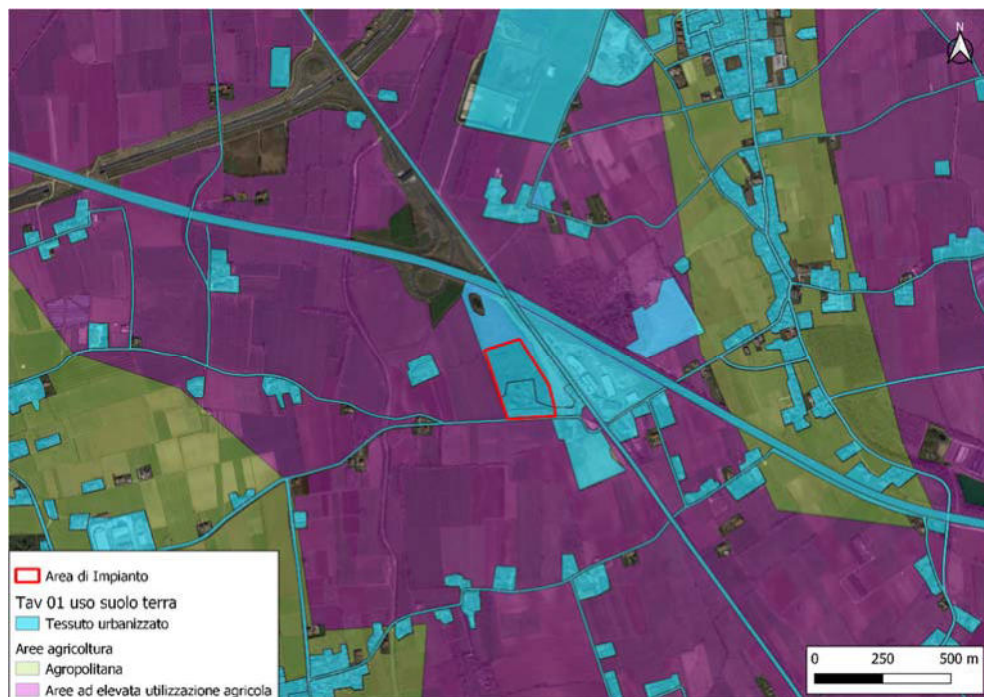 N
Area di Impianto
Tav 01 uso suolo terra
Tessuto urbanizzato
Aree agricoltura
Agropolitana
Aree ad elevata utilizzazione agricola
0 250 500 m